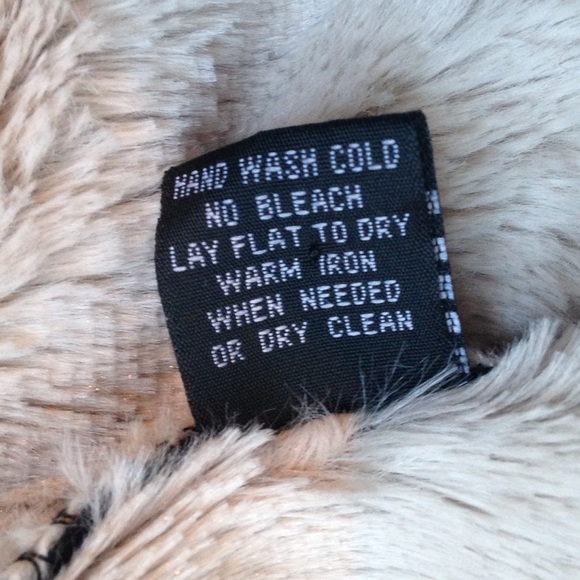 HAND WASH COLD
NO BLEACH
LAY FLAT TO DRY
WARM IRON
WHEN NEEDED
OR DRY CLEAN